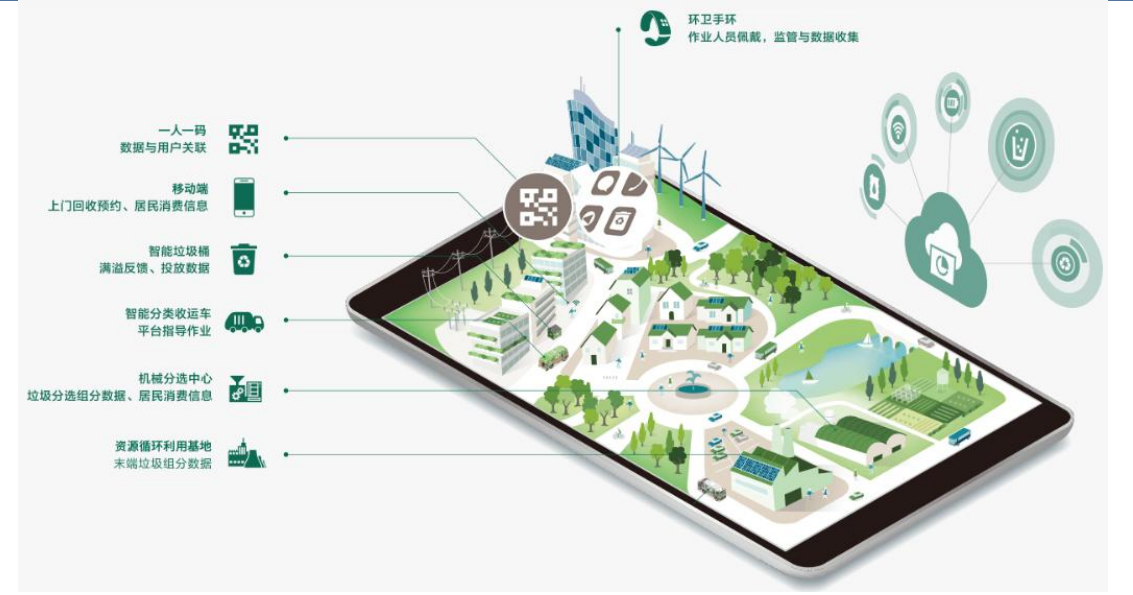 环卫手环
作业人员佩戴，监管与数据收集
一人一码
数据与用户关联
移动端
上门回收预约、居民消费信息
智能垃圾桶
满溢反馈、投放数据
智能分类收运车
平台指导作业
机械分选中心
垃圾分选组分数据、居民消费信息
资源循环利用基地
末端垃圾组分数据